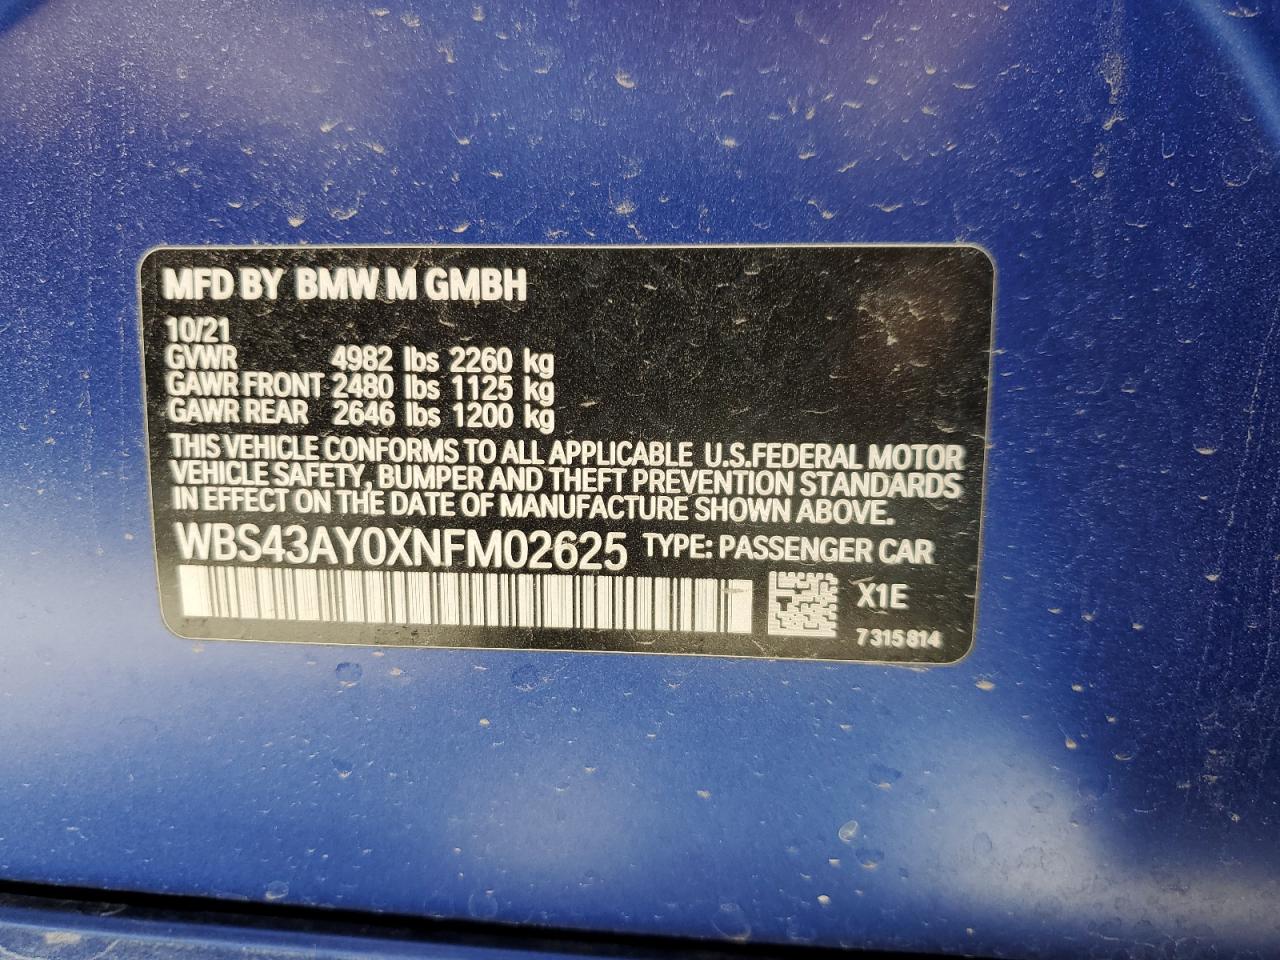 MFD BY BMW M GMBH
10/21
GVWR 4982 lbs 2260 kg
GAWR FRONT 2480 lbs 1125 kg
GAWR REAR 2646 lbs 1200 kg
THIS VEHICLE CONFORMS TO ALL APPLICABLE U.S.FEDERAL MOTOR
VEHICLE SAFETY, BUMPER AND THEFT PREVENTION STANDARDS
IN EFFECT ON THE DATE OF MANUFACTURE SHOWN ABOVE.
WBS43AY0XNFM02625 TYPE: PASSENGER CAR
X1E
7 315 814